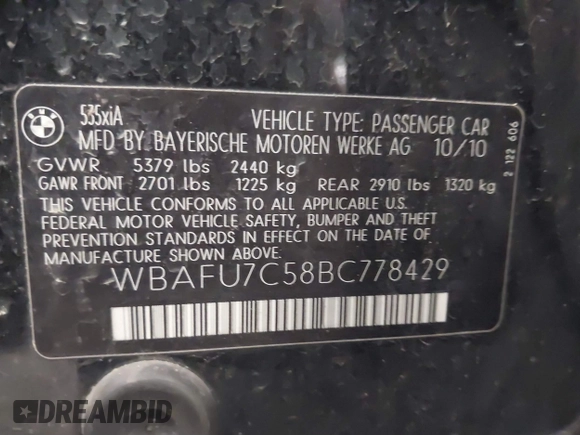 BMW
535xiA
VEHICLE TYPE: PASSENGER CAR
MFD BY BAYERISCHE MOTOREN WERKE AG 10/10
GVWR 5379 lbs 2440 kg
GAWR FRONT 2701 lbs 1225 kg REAR 2910 lbs 1320 kg
THIS VEHICLE CONFORMS TO ALL APPLICABLE U.S.
FEDERAL MOTOR VEHICLE SAFETY, BUMPER AND THEFT
PREVENTION STANDARDS IN EFFECT ON THE DATE OF
MANUFACTURE SHOWN ABOVE.
WBAFU7C58BC778429
2 122 606
DREAMBID